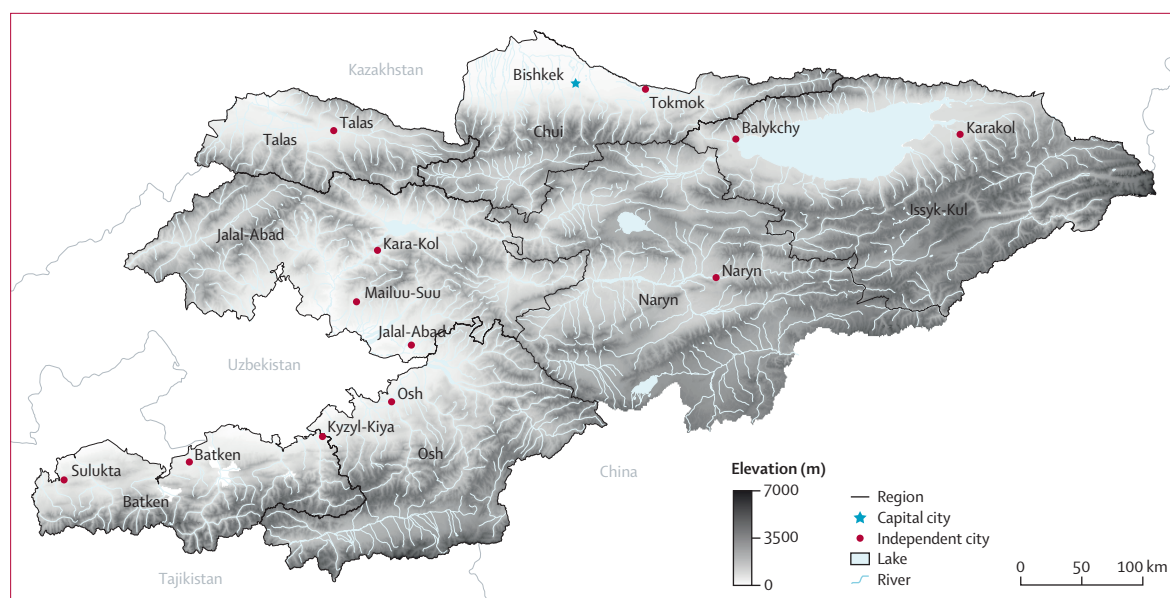 Kazakhstan
Bishkek
Tokmok
Chui
Talas
Talas
Balykchy
Karakol
Issyk-Kul
Jalal-Abad
Kara-Kol
Mailuu-Suu
Jalal-Abad
Naryn
Naryn
Uzbekistan
Osh
Kyzyl-Kiya
Osh
Batken
Sulukta
Batken
China
Tajikistan
Elevation (m)
7000
3500
0
Region
Capital city
Independent city
Lake
River
0 50 100 km